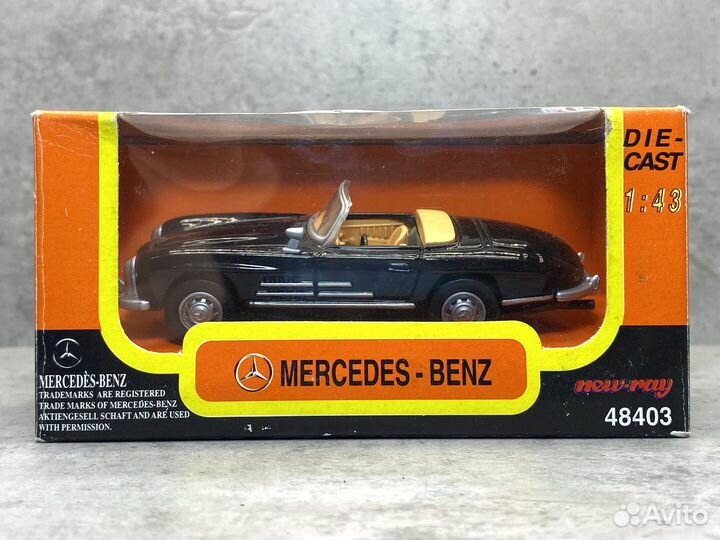 DIE-
CAST
1:43
MERCEDES-BENZ
TRADEMARKS ARE REGISTERED
TRADE MARKS OF MERCEDES-BENZ
AKTIENGESELL SCHAFT AND ARE USED
WITH PERMISSION.
MERCEDES-BENZ
new-ray
48403
Avito